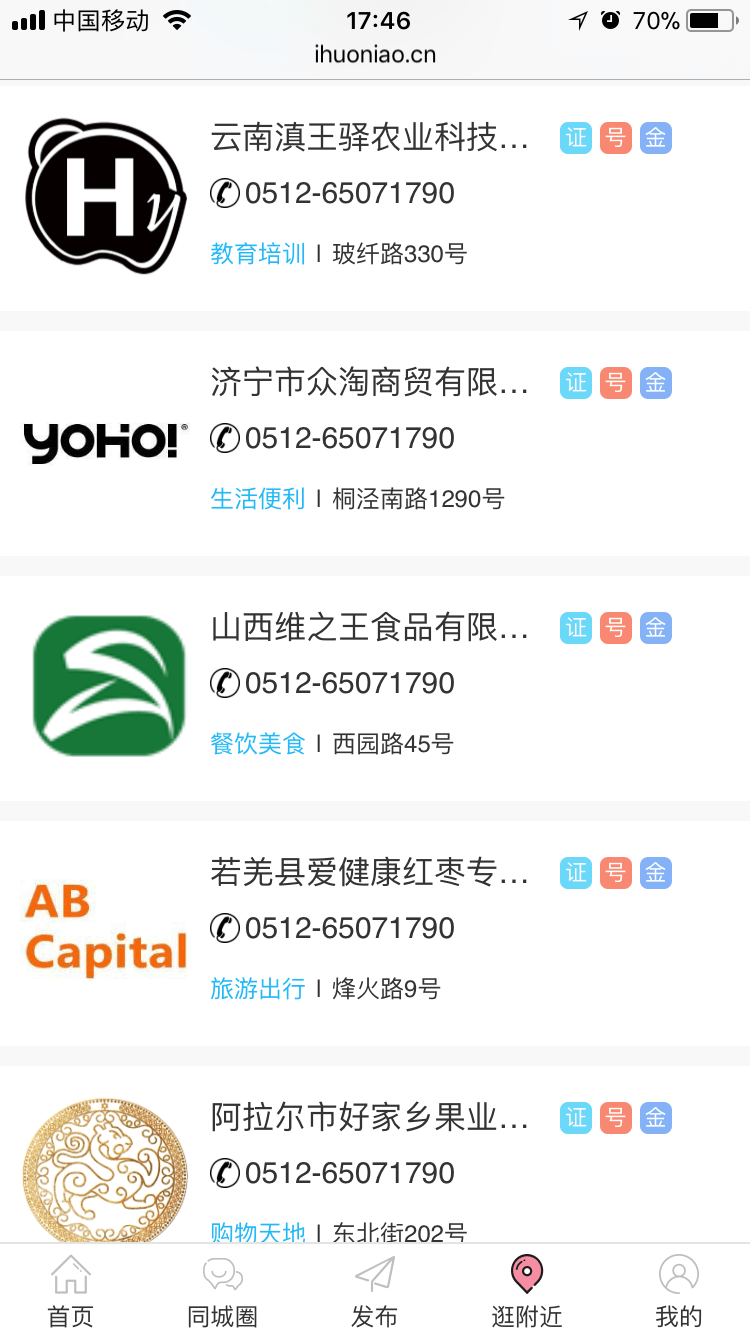 中国移动 17:46 70%
ihuoniao.cn
云南滇王驿农业科技... 证 号 金
Hy
0512-65071790
教育培训 | 玻纤路330号
济宁市众淘商贸有限... 证 号 金
YOHO!®
0512-65071790
生活便利 | 桐泾南路1290号
山西维之王食品有限... 证 号 金
0512-65071790
餐饮美食 | 西园路45号
若羌县爱健康红枣专... 证 号 金
AB
Capital
0512-65071790
旅游出行 | 烽火路9号
阿拉尔市好家乡果业... 证 号 金
0512-65071790
购物天地 | 东北街202号
首页 同城圈 发布 逛附近 我的